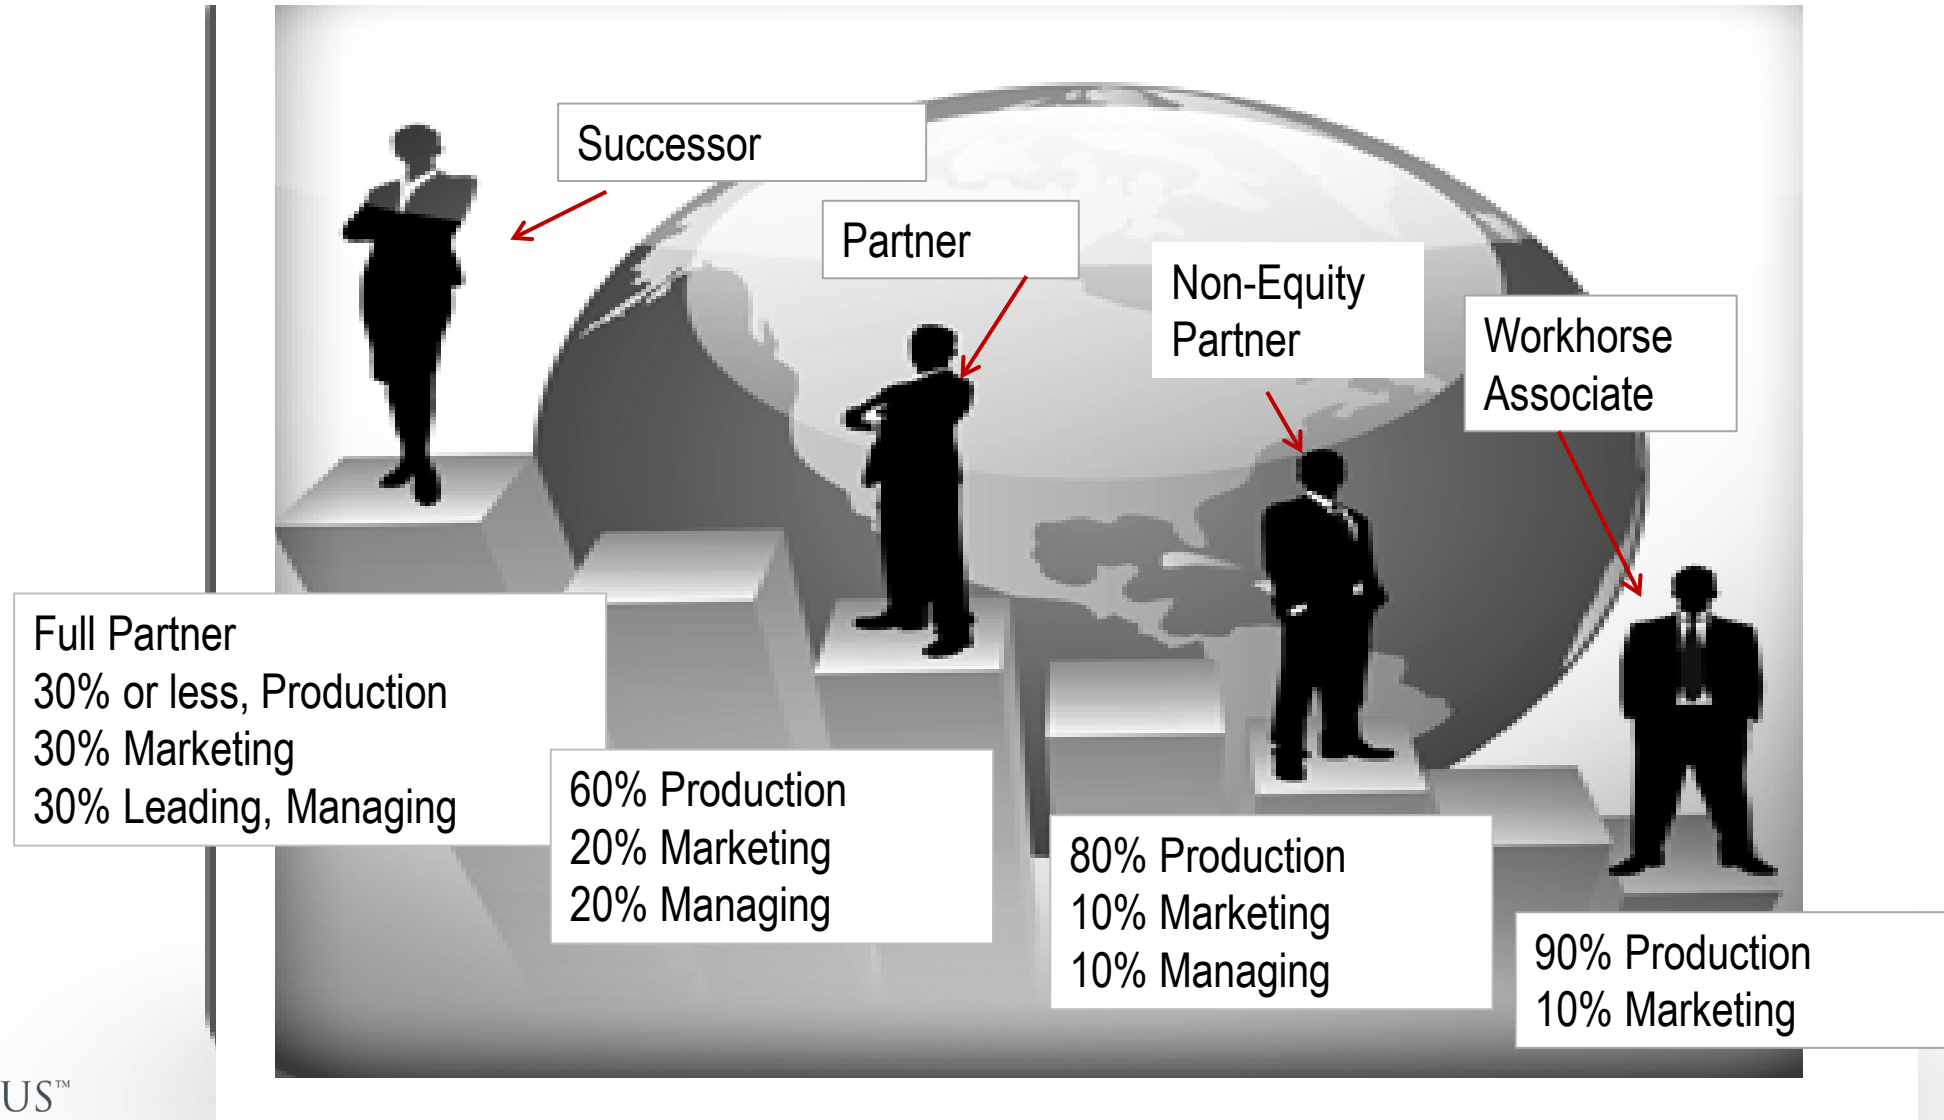 Successor
Partner
Non-Equity
Partner
Workhorse
Associate
Full Partner
30% or less, Production
30% Marketing
30% Leading, Managing
60% Production
20% Marketing
20% Managing
80% Production
10% Marketing
10% Managing
90% Production
10% Marketing
US™